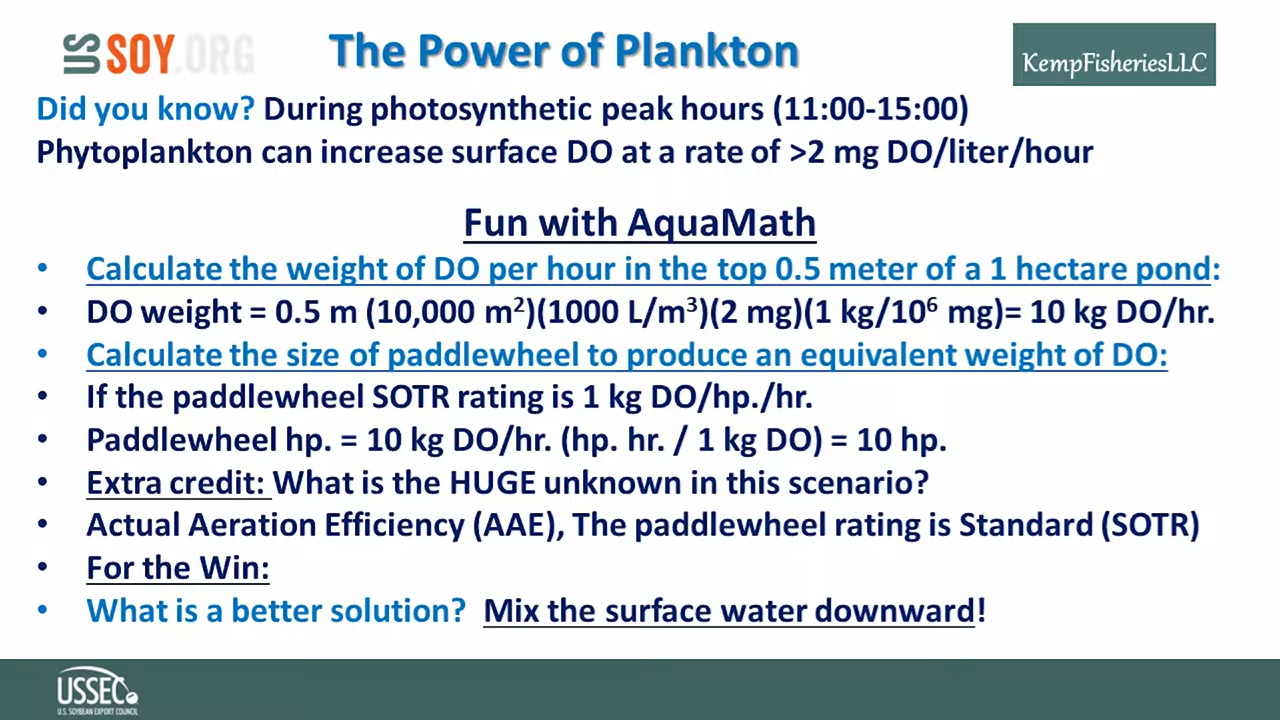 US SOY.ORG
The Power of Plankton
KempFisheriesLLC
Did you know? During photosynthetic peak hours (11:00-15:00)
Phytoplankton can increase surface DO at a rate of >2 mg DO/liter/hour
Fun with AquaMath
• Calculate the weight of DO per hour in the top 0.5 meter of a 1 hectare pond:
• DO weight = 0.5 m (10,000 m²)(1000 L/m³)(2 mg)(1 kg/10⁶ mg)= 10 kg DO/hr.
• Calculate the size of paddlewheel to produce an equivalent weight of DO:
• If the paddlewheel SOTR rating is 1 kg DO/hp./hr.
• Paddlewheel hp. = 10 kg DO/hr. (hp. hr. / 1 kg DO) = 10 hp.
• Extra credit: What is the HUGE unknown in this scenario?
• Actual Aeration Efficiency (AAE), The paddlewheel rating is Standard (SOTR)
• For the Win:
• What is a better solution? Mix the surface water downward!
USSEC
U.S. SOYBEAN EXPORT COUNCIL